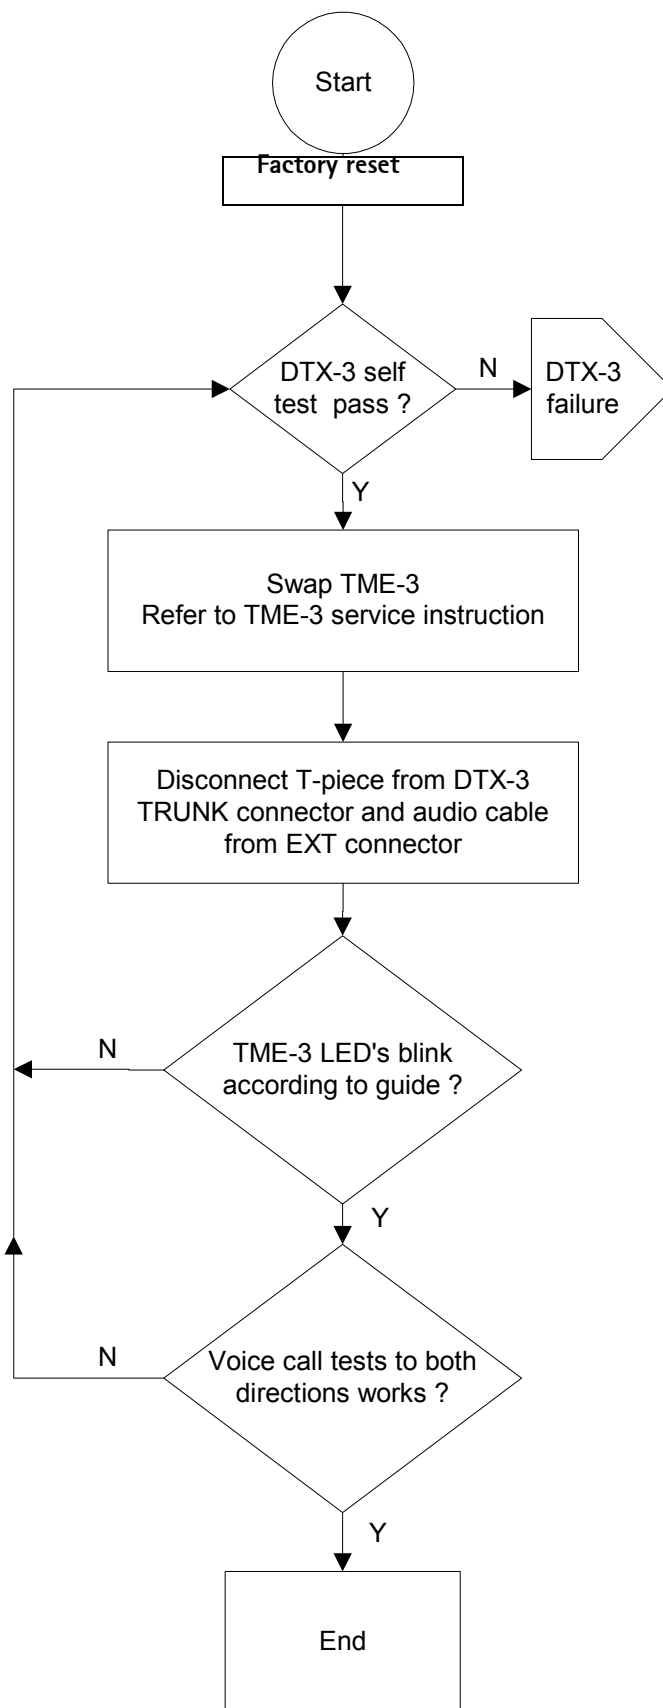 Start
Factory reset
DTX-3 self
test pass ?
N
DTX-3
failure
Y
Swap TME-3
Refer to TME-3 service instruction
Disconnect T-piece from DTX-3
TRUNK connector and audio cable
from EXT connector
N
TME-3 LED's blink
according to guide ?
Y
N
Voice call tests to both
directions works ?
Y
End